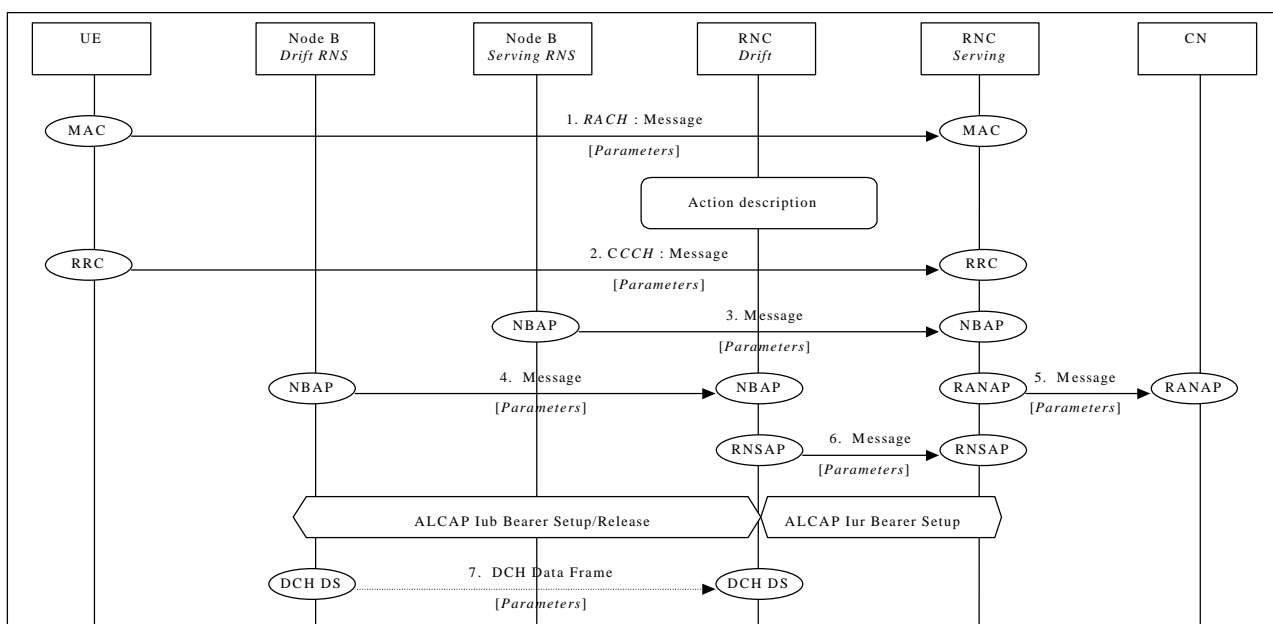 UE
Node B
Drift RNS
Node B
Serving RNS
RNC
Drift
RNC
Serving
CN
MAC
1. RACH : Message
[Parameters]
MAC
Action description
RRC
2. CCCH : Message
[Parameters]
RRC
NBAP
3. Message
[Parameters]
NBAP
NBAP
4. Message
[Parameters]
NBAP
RANAP
5. Message
[Parameters]
RANAP
RNSAP
6. Message
[Parameters]
RNSAP
ALCAP Iub Bearer Setup/Release
ALCAP Iur Bearer Setup
DCH DS
7. DCH Data Frame
[Parameters]
DCH DS